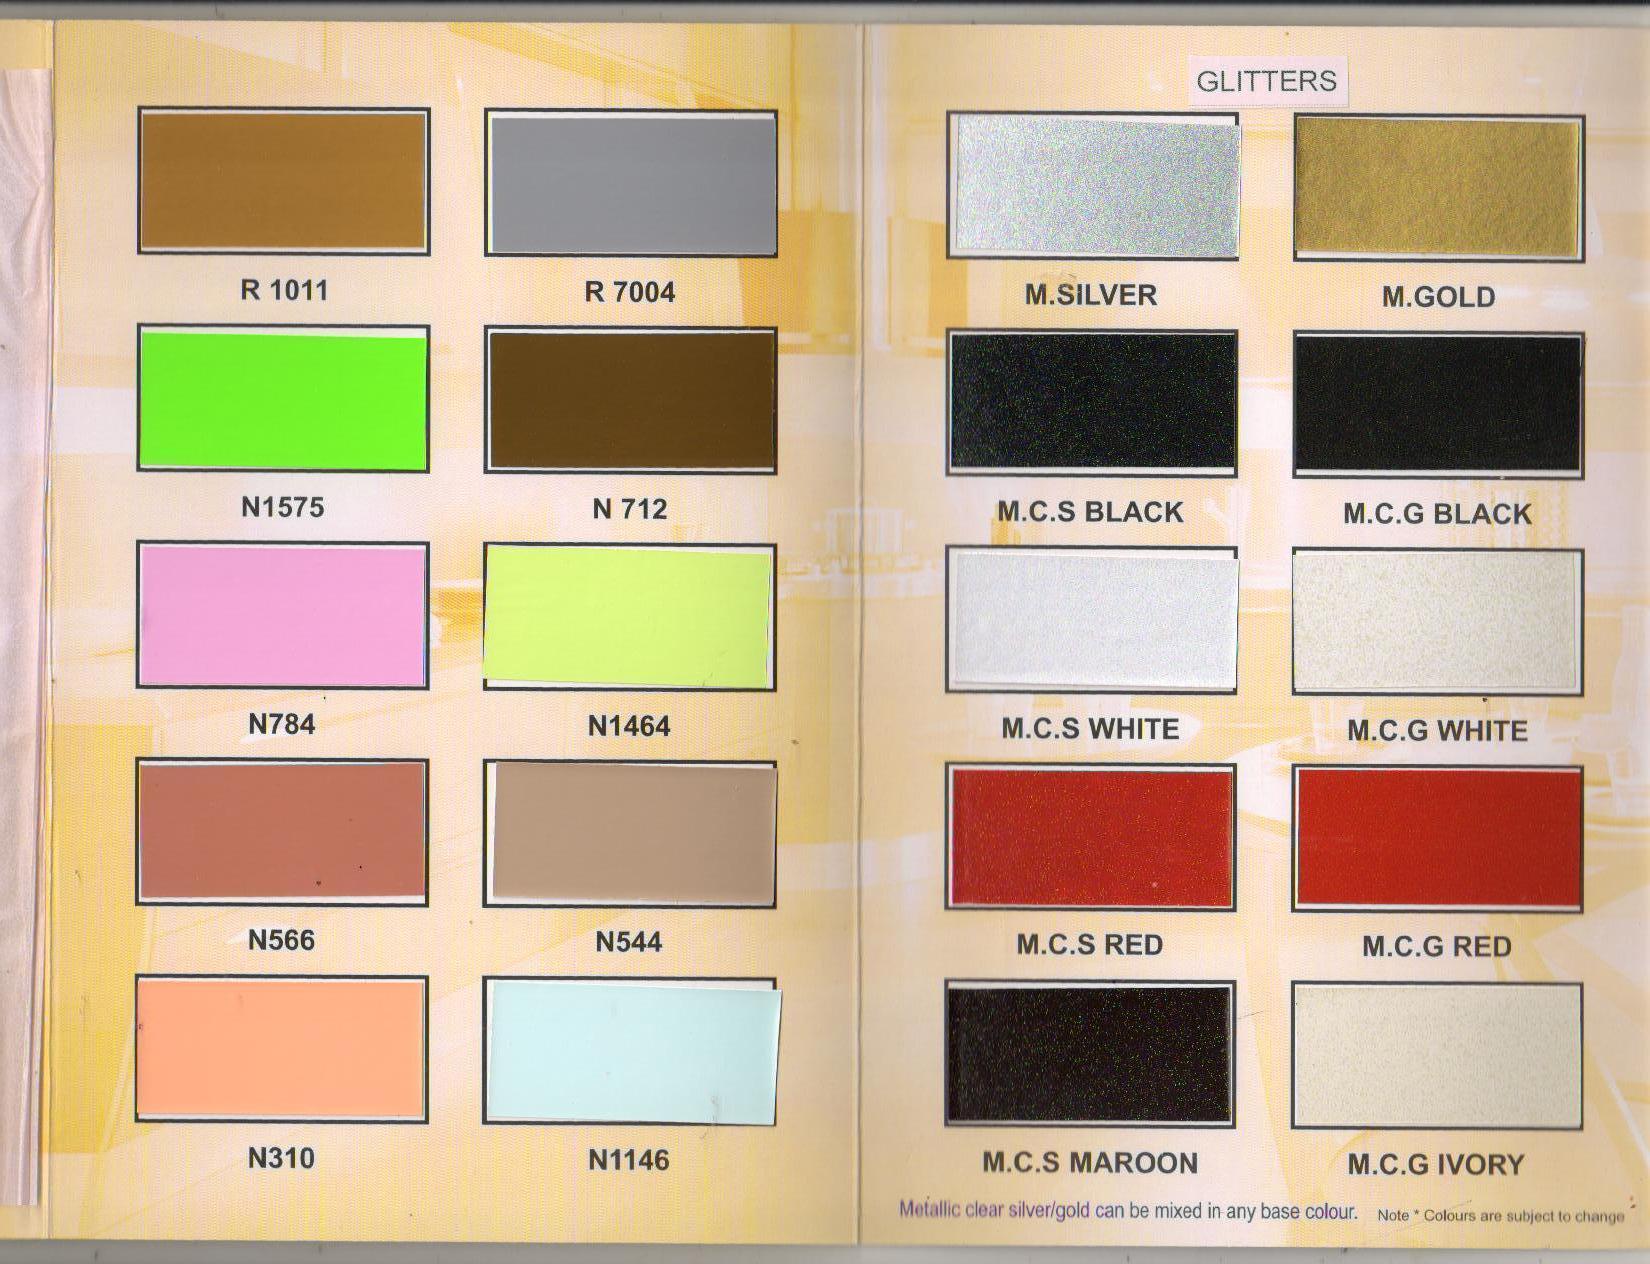 GLITTERS
R 1011
R 7004
M.SILVER
M.GOLD
N1575
N 712
M.C.S BLACK
M.C.G BLACK
N784
N1464
M.C.S WHITE
M.C.G WHITE
N566
N544
M.C.S RED
M.C.G RED
N310
N1146
M.C.S MAROON
M.C.G IVORY
Metallic clear silver/gold can be mixed in any base colour.
Note * Colours are subject to change